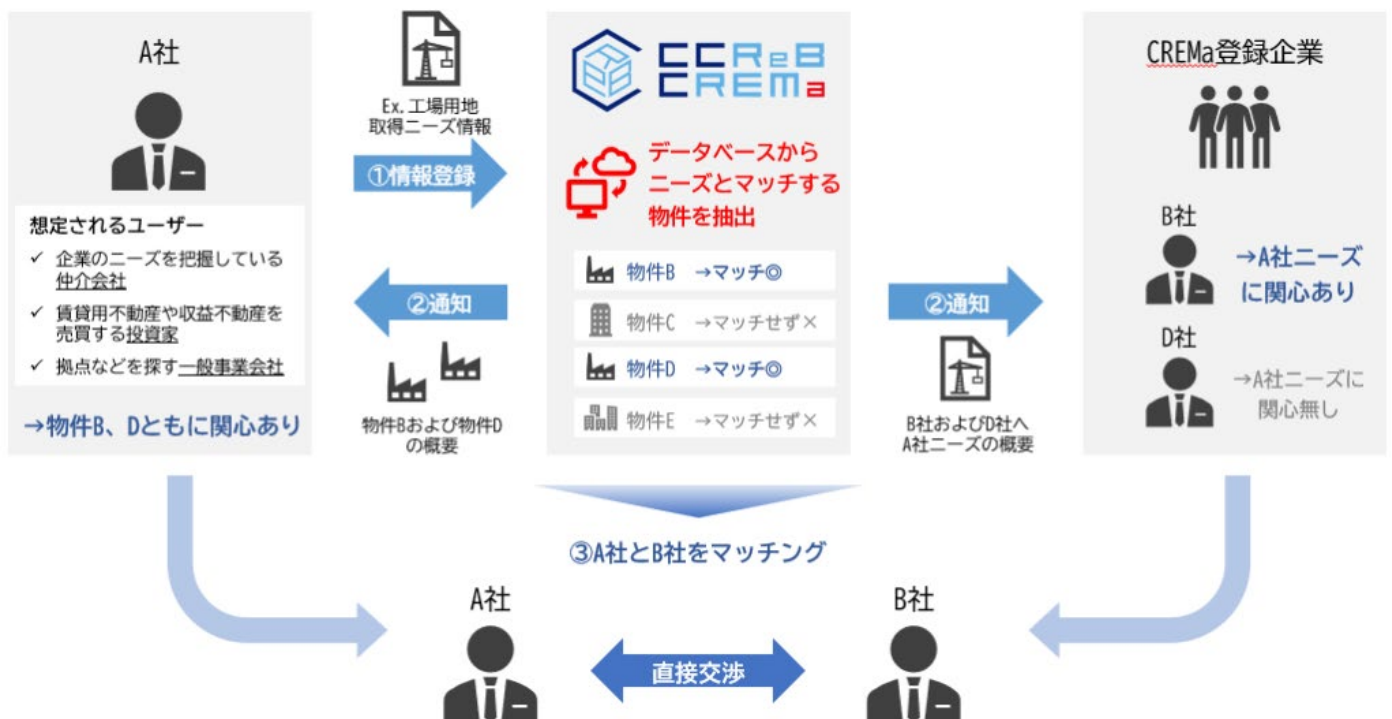 A社
想定されるユーザー
✓ 企業のニーズを把握している
仲介会社
✓ 賃貸用不動産や収益不動産を
売買する投資家
✓ 拠点などを探す一般事業会社
→物件B、Dともに関心あり
Ex.工場用地
取得ニーズ情報
①情報登録
②通知
物件Bおよび物件D
の概要
CCReB
CREMa
データベースから
ニーズとマッチする
物件を抽出
物件B →マッチ◎
物件C →マッチせず×
物件D →マッチ◎
物件E →マッチせず×
②通知
B社およびD社へ
A社ニーズの概要
CREMa登録企業
B社
→A社ニーズ
に関心あり
D社
→A社ニーズに
関心無し
③A社とB社をマッチング
A社
直接交渉
B社